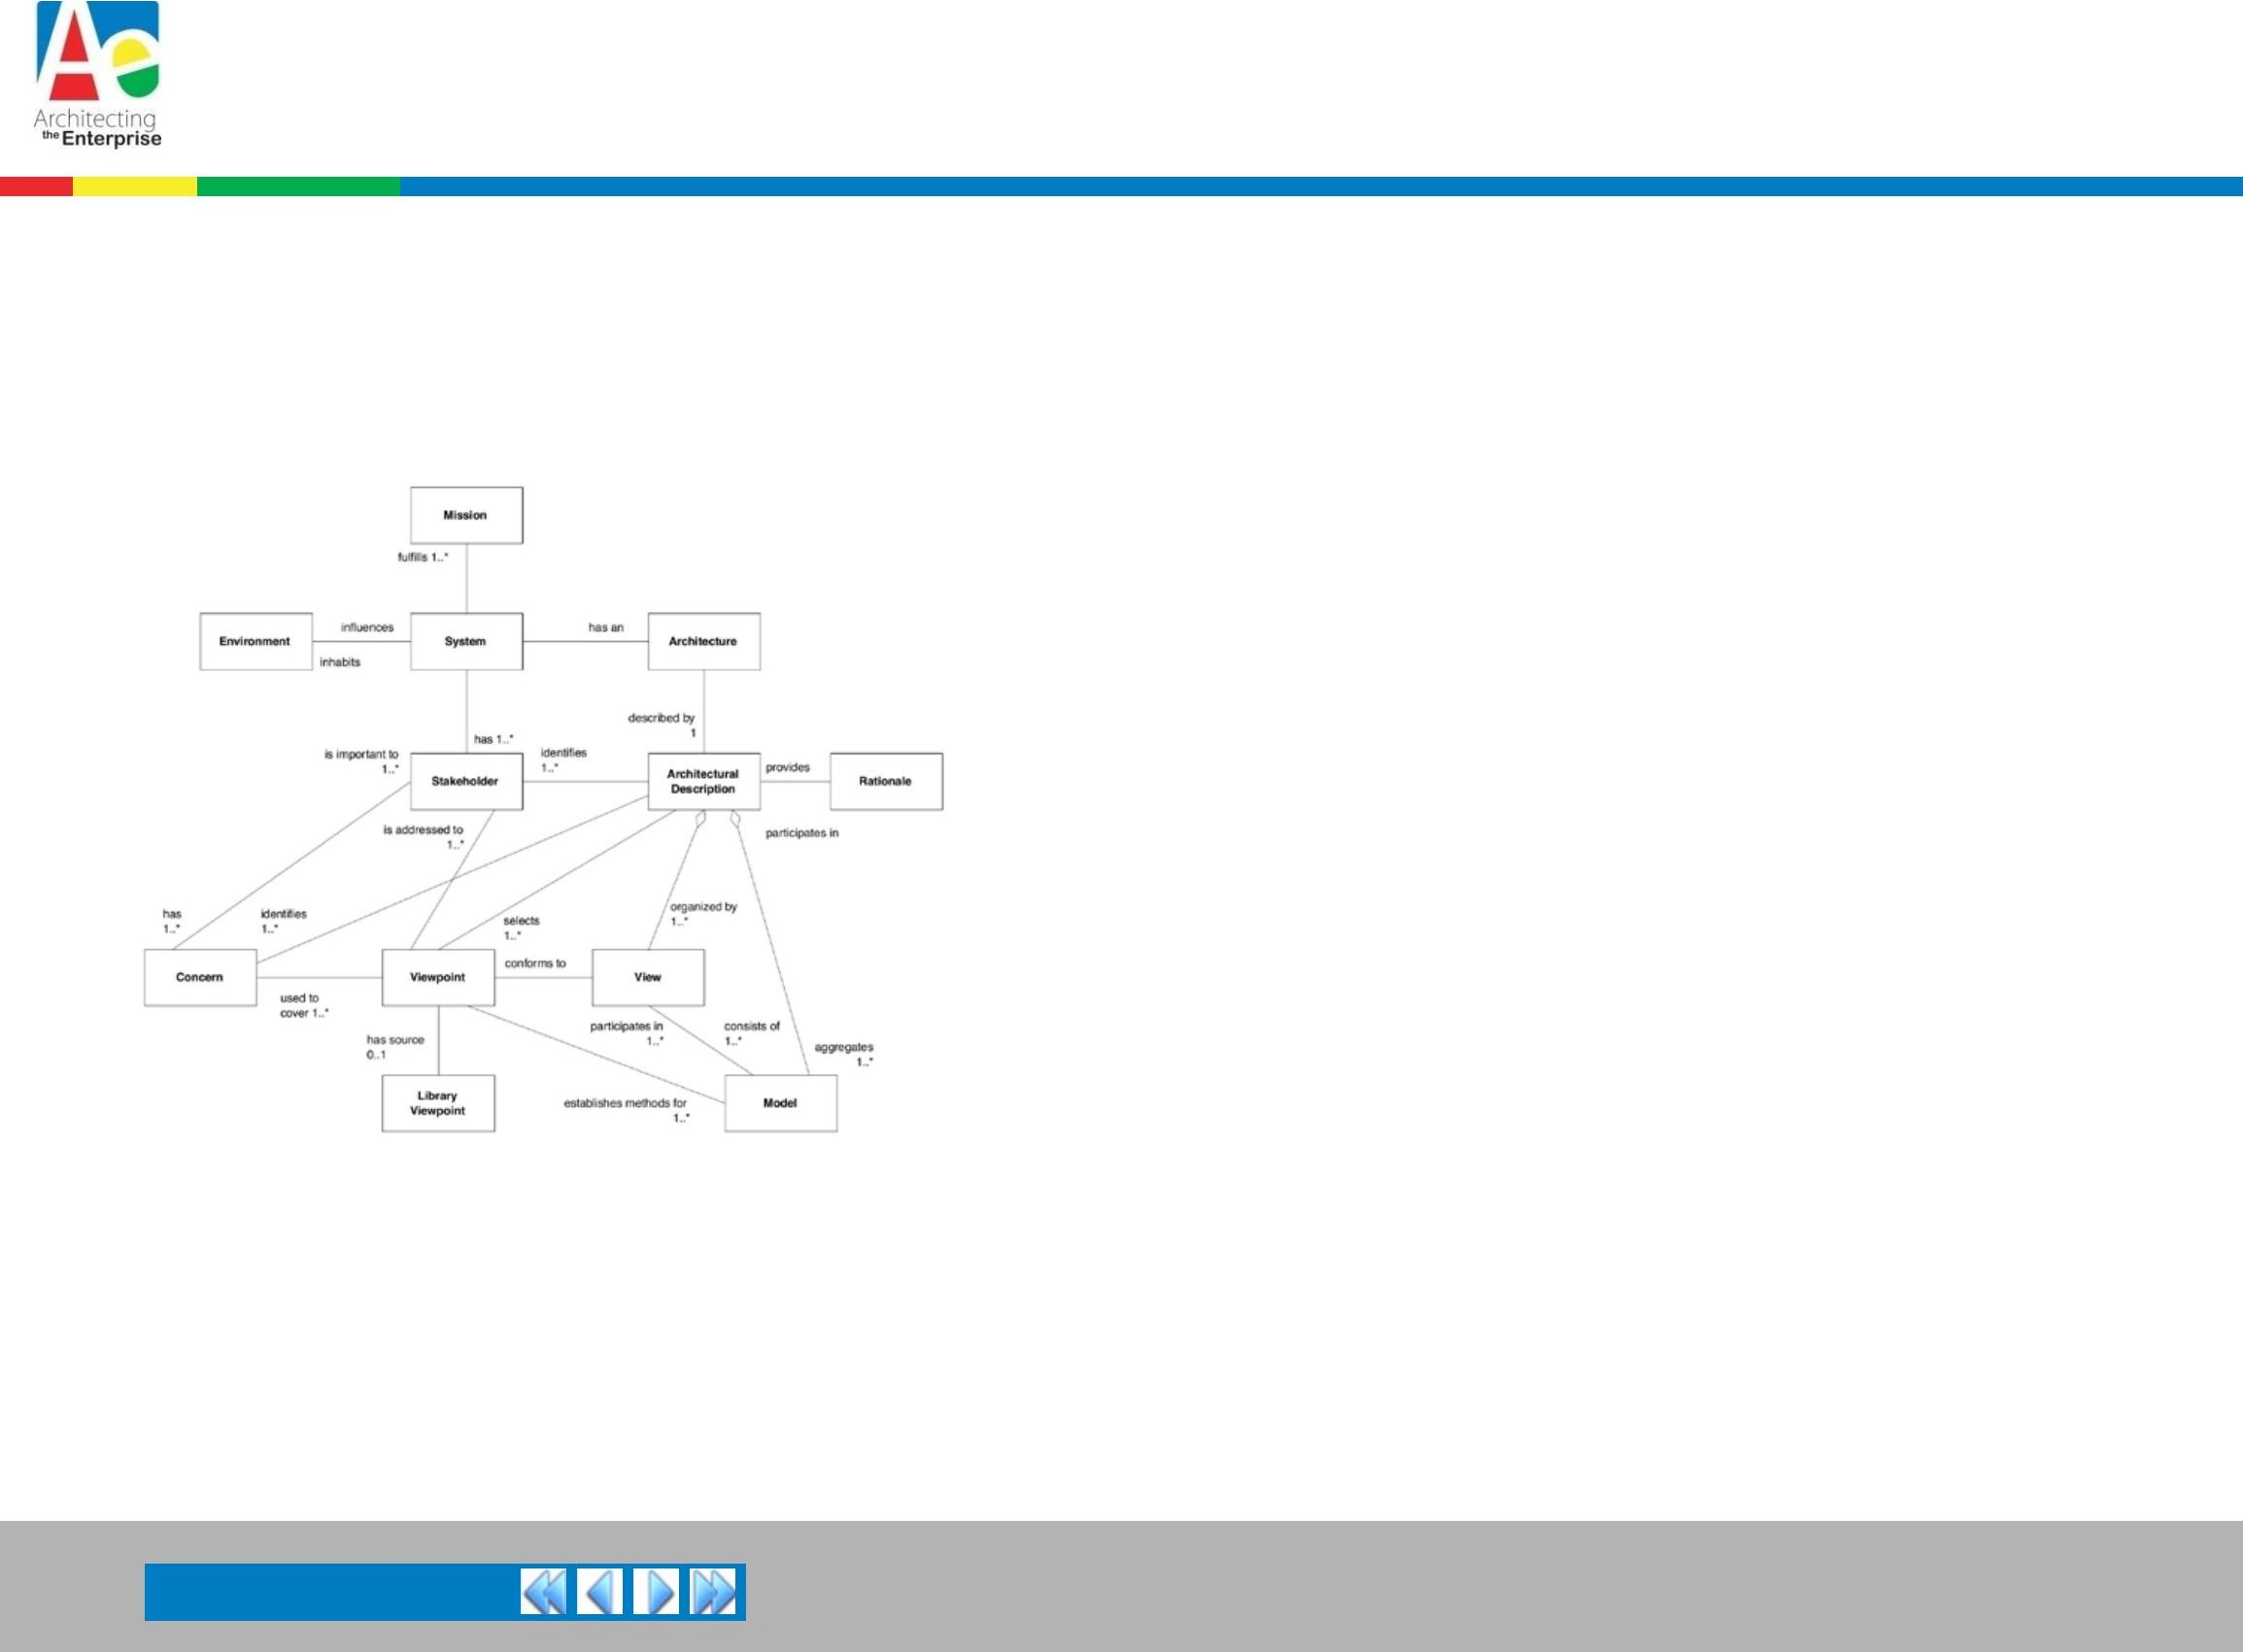 Ae
Architecting
the Enterprise
Mission
fulfills 1..*
influences
has an
Environment
System
Architecture
inhabits
described by
1
has 1..*
is important to
1..*
identifies
1..*
Stakeholder
Architectural
Description
provides
Rationale
is addressed to
1..*
participates in
has
1..*
identifies
1..*
selects
1..*
organized by
1..*
Concern
Viewpoint
conforms to
View
used to
cover 1..*
has source
0..1
participates in
1..*
consists of
1..*
aggregates
1..*
Library
Viewpoint
establishes methods for
1..*
Model